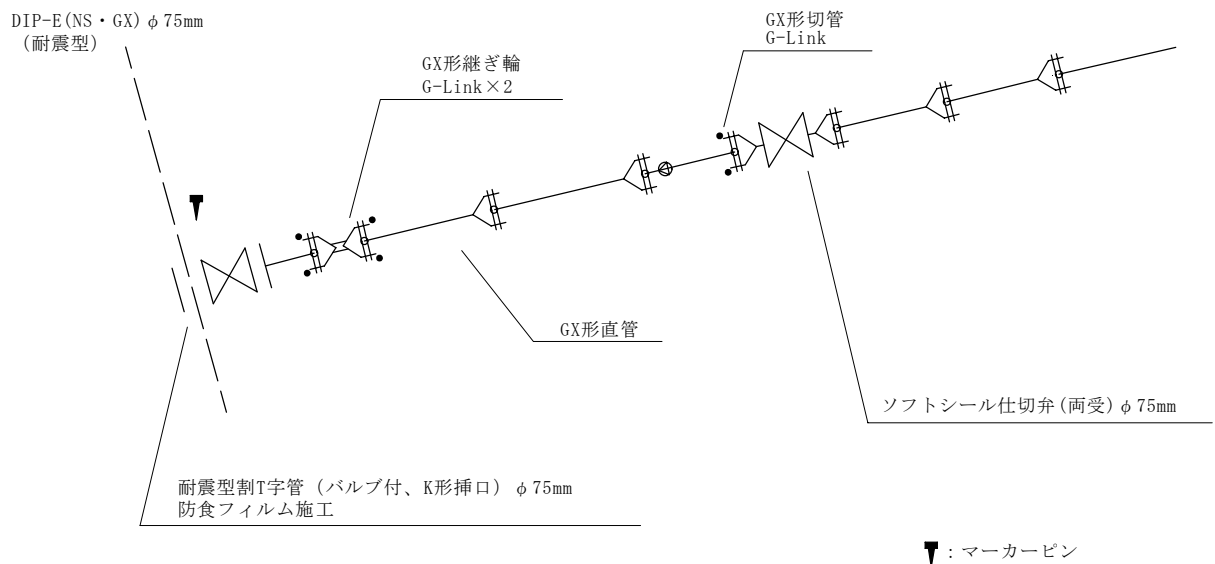 DIP-E(NS・GX)φ75mm
(耐震型)
GX形継ぎ輪
G-Link×2
GX形切管
G-Link
GX形直管
ソフトシール仕切弁(両受)φ75mm
耐震型割T字管(バルブ付、K形挿口)φ75mm
防食フィルム施工
:マーカーピン